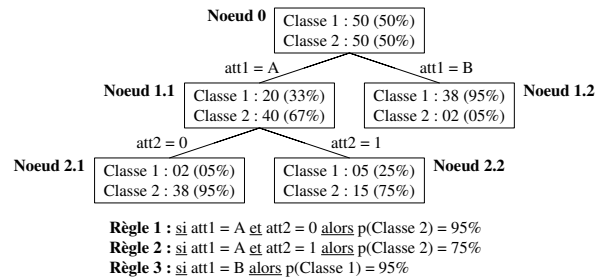 Noeud 0
Classe 1 : 50 (50%)
Classe 2 : 50 (50%)
att1 = A
att1 = B
Noeud 1.1
Classe 1 : 20 (33%)
Classe 2 : 40 (67%)
Classe 1 : 38 (95%)
Classe 2 : 02 (05%)
Noeud 1.2
att2 = 0
att2 = 1
Noeud 2.1
Classe 1 : 02 (05%)
Classe 2 : 38 (95%)
Classe 1 : 05 (25%)
Classe 2 : 15 (75%)
Noeud 2.2
Règle 1 : si att1 = A et att2 = 0 alors p(Classe 2) = 95%
Règle 2 : si att1 = A et att2 = 1 alors p(Classe 2) = 75%
Règle 3 : si att1 = B alors p(Classe 1) = 95%